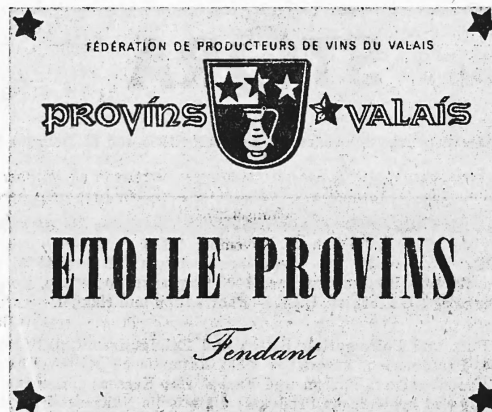 FÉDÉRATION DE PRODUCTEURS DE VINS DU VALAIS
PROVINS VALAIS
ETOILE PROVINS
Fendant